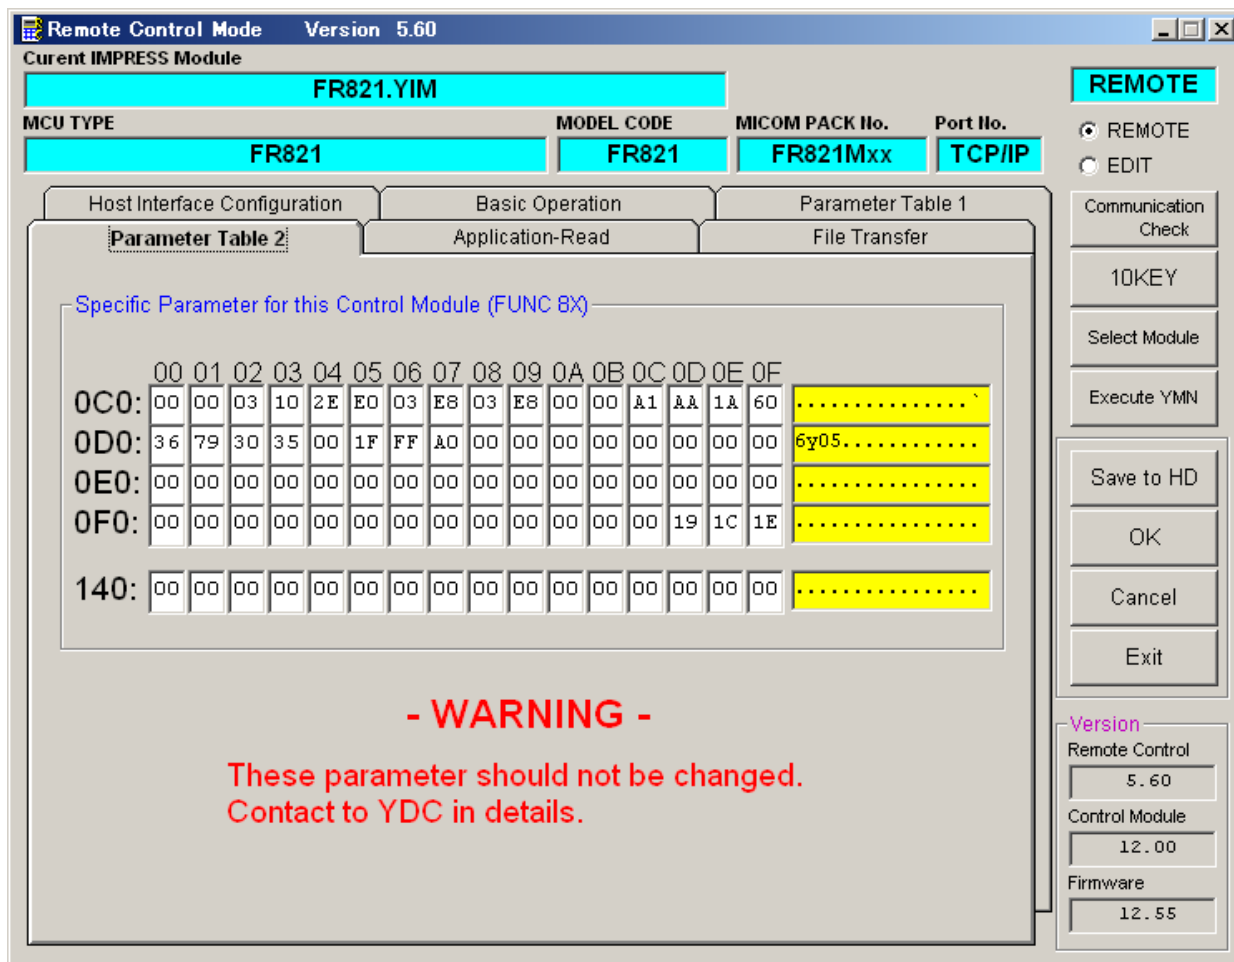 Remote Control Mode Version 5.60
Curent IMPRESS Module
FR821.YIM
REMOTE
MCU TYPE MODEL CODE MICOM PACK No. Port No.
FR821 FR821 FR821Mxx TCP/IP
REMOTE
EDIT
Host Interface Configuration Basic Operation Parameter Table 1
Parameter Table 2 Application-Read File Transfer
Specific Parameter for this Control Module (FUNC 8X)
00 01 02 03 04 05 06 07 08 09 0A 0B 0C 0D 0E 0F
0C0: 00 00 03 10 2E E0 03 E8 03 E8 00 00 A1 AA 1A 60 ...............`
0D0: 36 79 30 35 00 1F FF A0 00 00 00 00 00 00 00 00 6y05............
0E0: 00 00 00 00 00 00 00 00 00 00 00 00 00 00 00 00 ................
0F0: 00 00 00 00 00 00 00 00 00 00 00 00 00 19 1C 1E ................
140: 00 00 00 00 00 00 00 00 00 00 00 00 00 00 00 00 ................
- WARNING -
These parameter should not be changed.
Contact to YDC in details.
Communication
Check
10KEY
Select Module
Execute YMN
Save to HD
OK
Cancel
Exit
Version
Remote Control
5.60
Control Module
12.00
Firmware
12.55